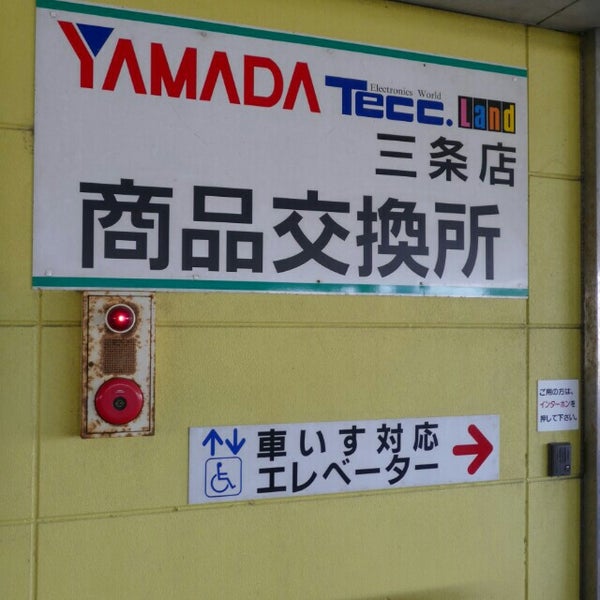 YAMADA
Electronics World
Tecc.Land
三条店
商品交換所
車いす対応
エレベーター
ご用の方は、
インターホンを
押して下さい。